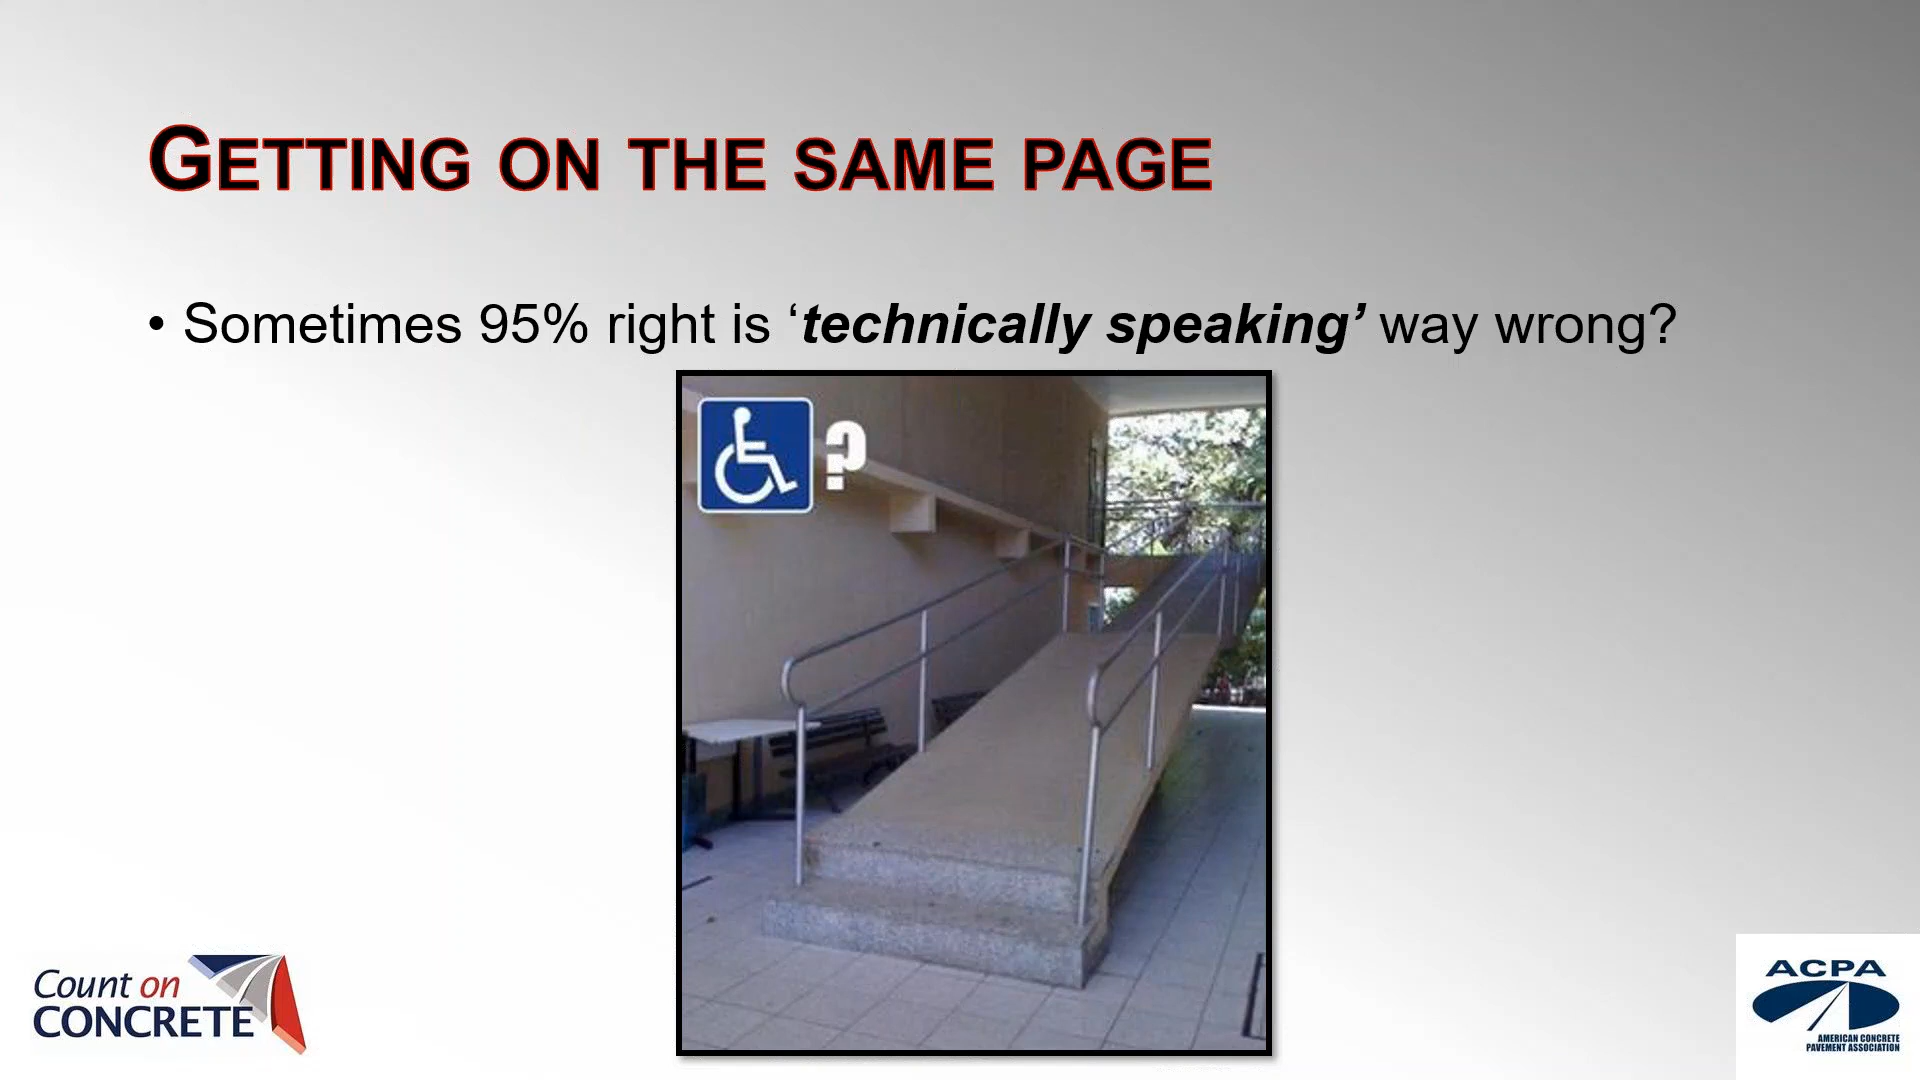 GETTING ON THE SAME PAGE
• Sometimes 95% right is ‘technically speaking’ way wrong?
?
Count on
CONCRETE
ACPA
AMERICAN CONCRETE
PAVEMENT ASSOCIATION